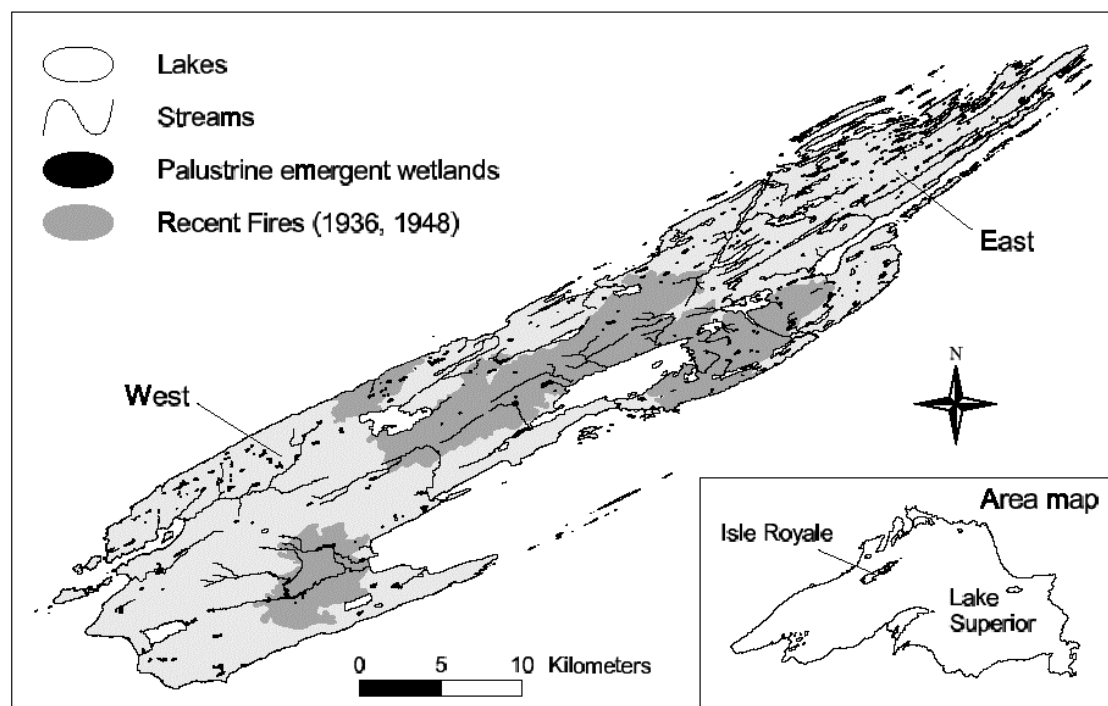 Lakes
Streams
Palustrine emergent wetlands
Recent Fires (1936, 1948)
East
West
N
Area map
Isle Royale
Lake
Superior
0 5 10 Kilometers